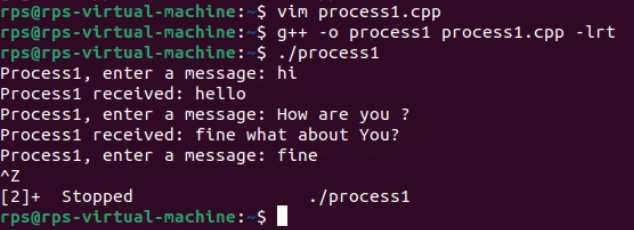 rps@rps-virtual-machine:~$ vim process1.cpp
rps@rps-virtual-machine:~$ g++ -o process1 process1.cpp -lrt
rps@rps-virtual-machine:~$ ./process1
Process1, enter a message: hi
Process1 received: hello
Process1, enter a message: How are you ?
Process1 received: fine what about You?
Process1, enter a message: fine
^Z
[2]+  Stopped                 ./process1
rps@rps-virtual-machine:~$